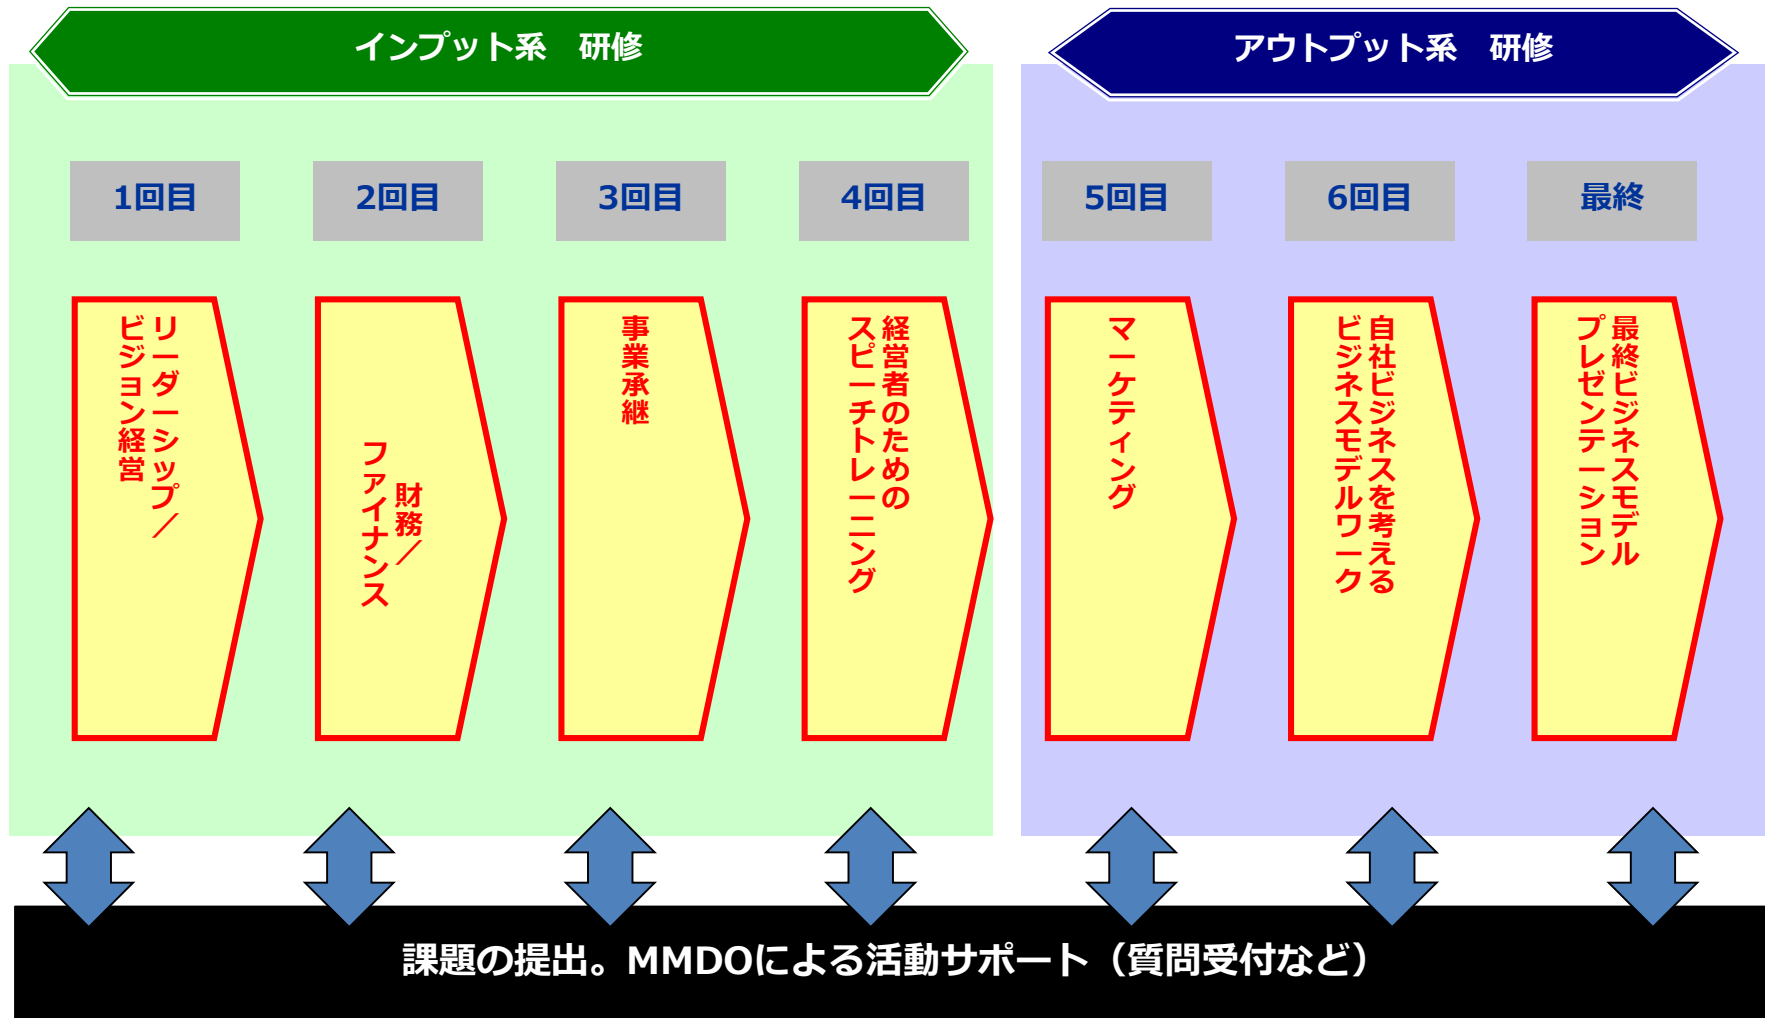 インプット系　研修
アウトプット系　研修
1回目
2回目
3回目
4回目
5回目
6回目
最終
リーダーシップ／
ビジョン経営
財務／
ファイナンス
事業承継
経営者のための
スピーチトレーニング
マーケティング
自社ビジネスを考える
ビジネスモデルワーク
最終ビジネスモデル
プレゼンテーション
課題の提出。MMDOによる活動サポート（質問受付など）